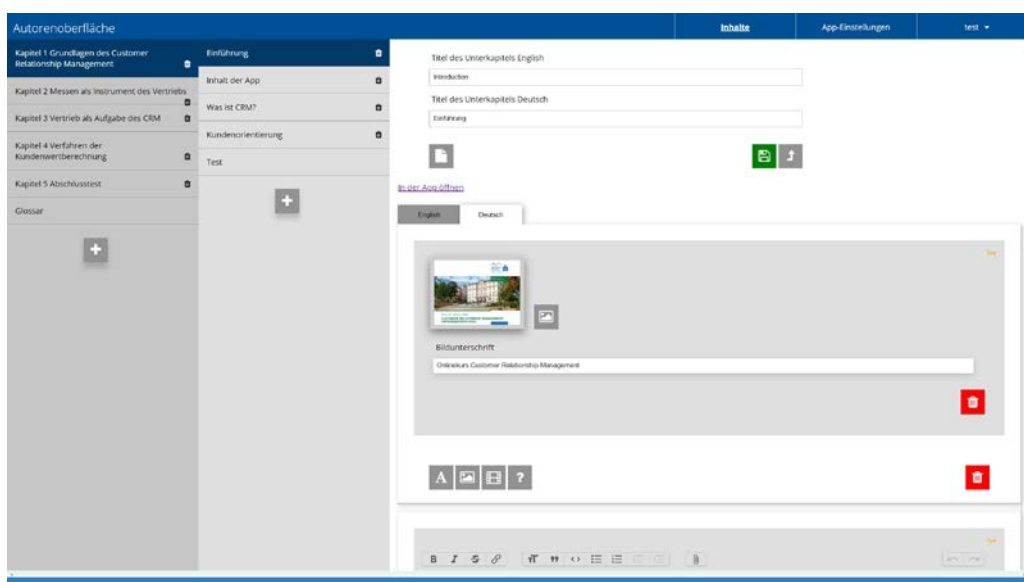 Autorenoberfläche
Inhalte
App-Einstellungen
test
Kapitel 1 Grundlagen des Customer
Relationship Management
Kapitel 2 Messen als Instrument des Vertriebs
Kapitel 3 Vertrieb als Aufgabe des CRM
Kapitel 4 Verfahren der
Kundenwertberechnung
Kapitel 5 Abschlusstest
Glossar
Einführung
Inhalt der App
Was ist CRM?
Kundenorientierung
Test
Titel des Unterkapitels English
Introduction
Titel des Unterkapitels Deutsch
Einführung
In der App öffnen
English
Deutsch
Bildunterschrift
Onlinekurs Customer Relationship Management